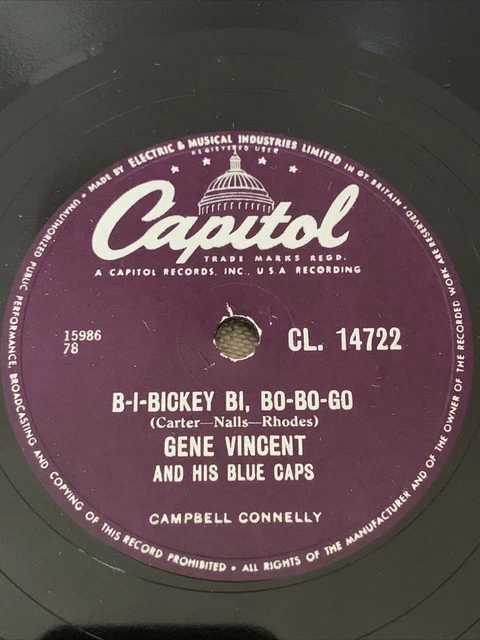 MADE BY ELECTRIC & MUSICAL INDUSTRIES LIMITED IN GT. BRITAIN •
REGISTERED USER
Capitol
TRADE MARKS REGD.
A CAPITOL RECORDS, INC., U.S.A. RECORDING
15986
78
CL. 14722
B-I-BICKEY BI, BO-BO-GO
(Carter—Nalls—Rhodes)
GENE VINCENT
AND HIS BLUE CAPS
CAMPBELL CONNELLY
UNAUTHORIZED PUBLIC PERFORMANCE, BROADCASTING AND COPYING OF THIS RECORD PROHIBITED • ALL RIGHTS OF THE MANUFACTURER AND OF THE OWNER OF THE RECORDED WORK ARE RESERVED •